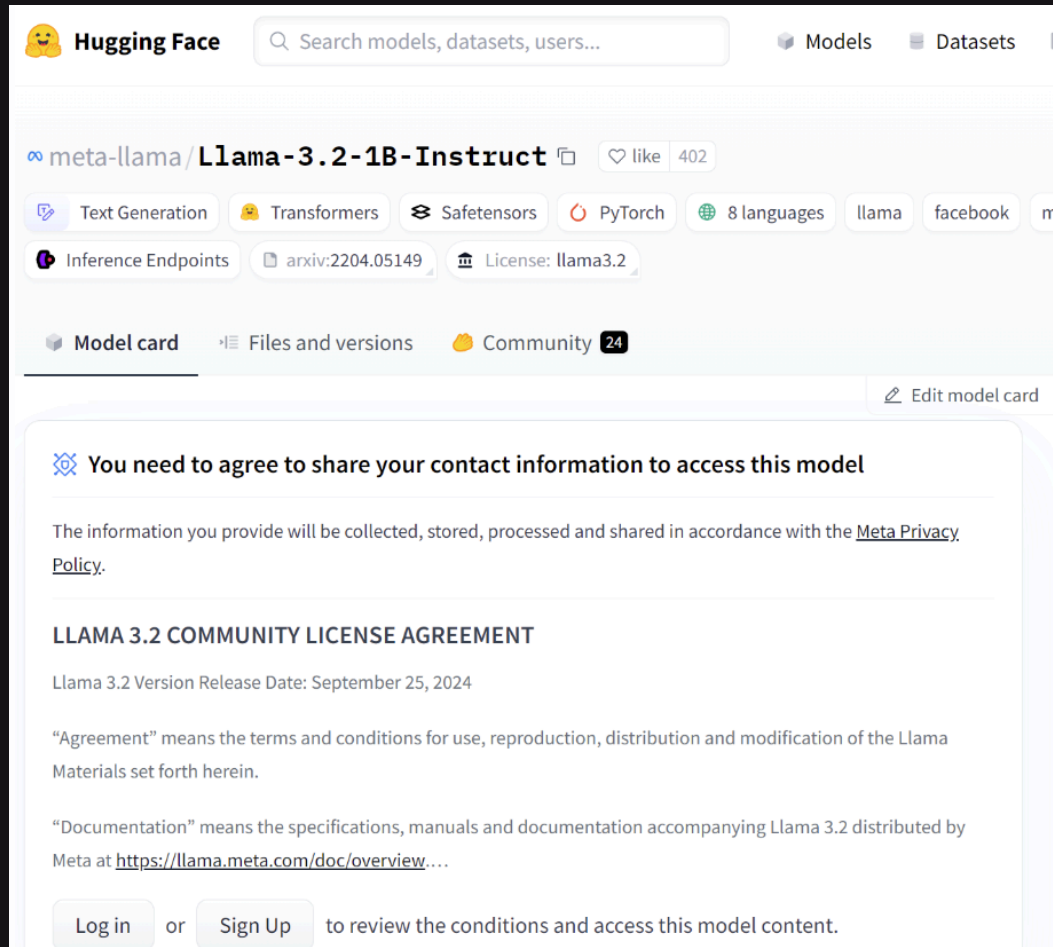 Hugging Face Search models, datasets, users... Models Datasets
meta-llama/Llama-3.2-1B-Instruct like 402
Text Generation Transformers Safetensors PyTorch 8 languages llama facebook
Inference Endpoints arxiv:2204.05149 License: llama3.2
Model card Files and versions Community 24
Edit model card
You need to agree to share your contact information to access this model
The information you provide will be collected, stored, processed and shared in accordance with the Meta Privacy
Policy.
LLAMA 3.2 COMMUNITY LICENSE AGREEMENT
Llama 3.2 Version Release Date: September 25, 2024
“Agreement” means the terms and conditions for use, reproduction, distribution and modification of the Llama
Materials set forth herein.
“Documentation” means the specifications, manuals and documentation accompanying Llama 3.2 distributed by
Meta at https://llama.meta.com/doc/overview.…
Log in or Sign Up to review the conditions and access this model content.